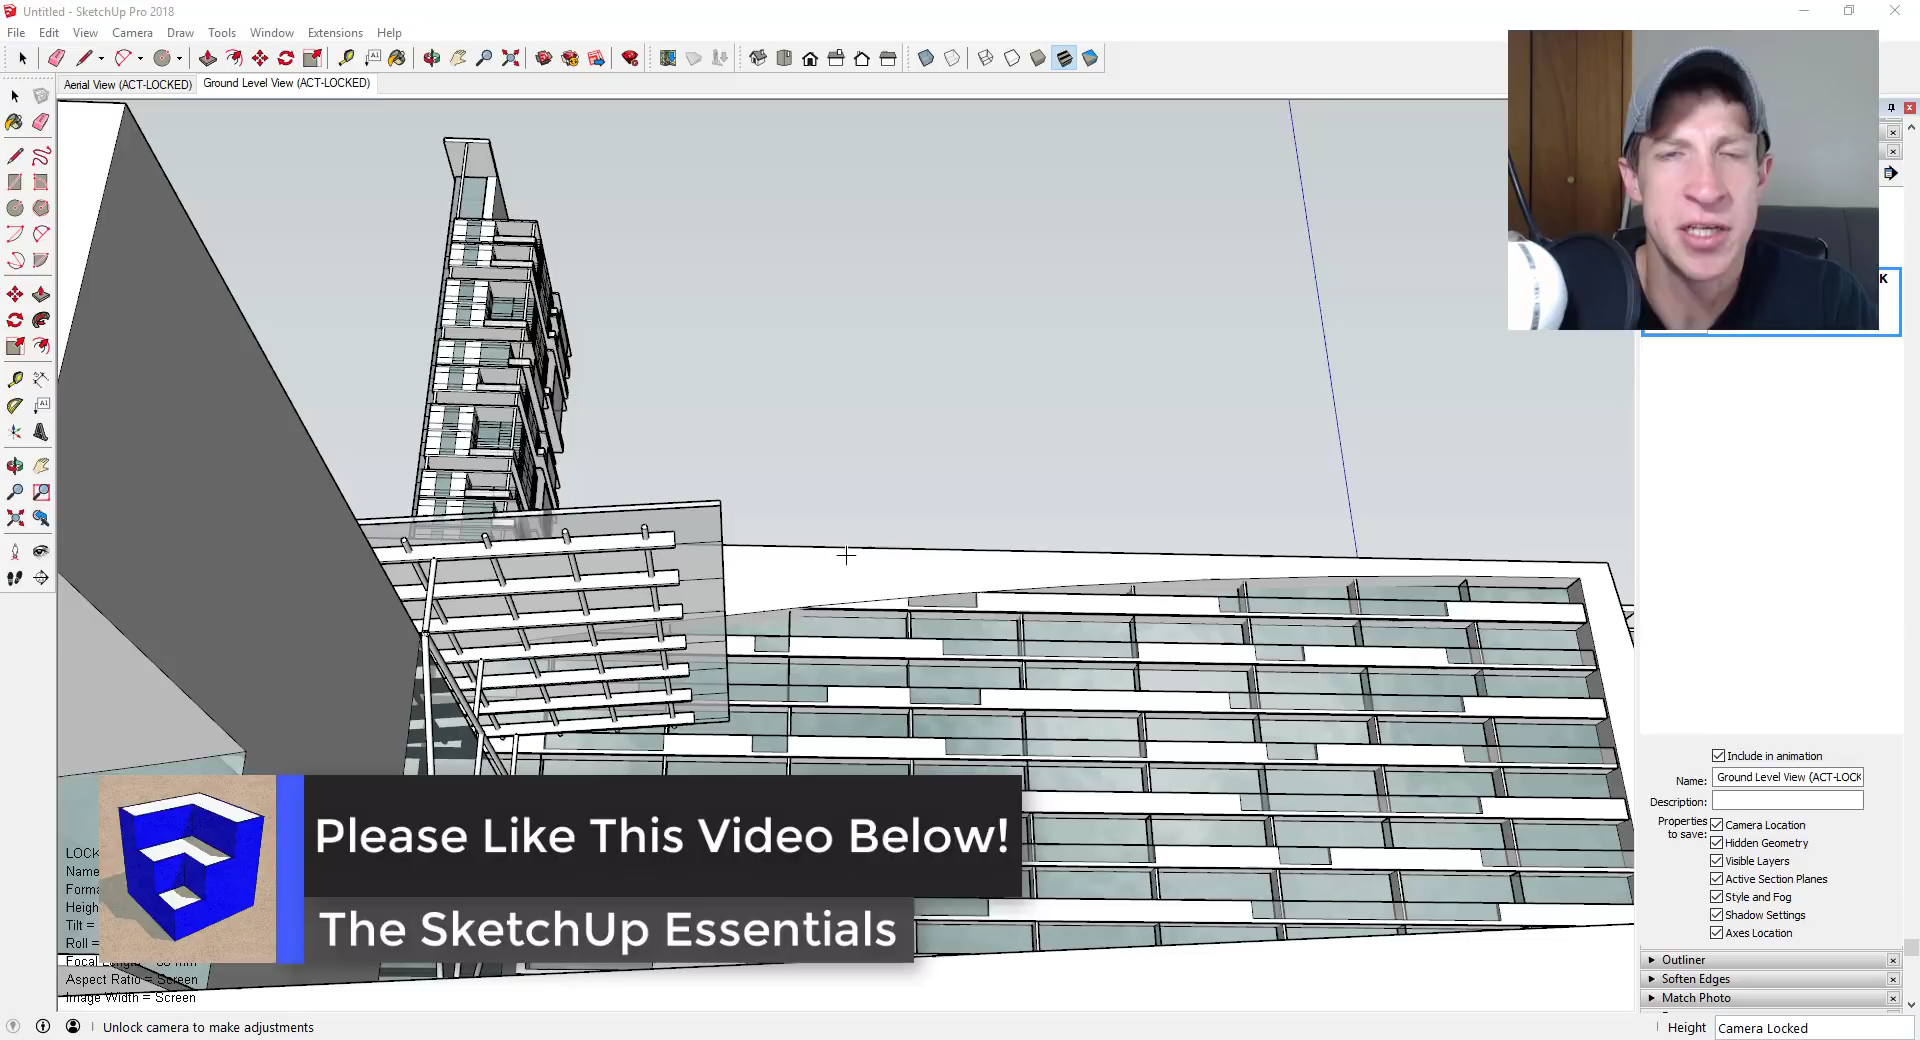 Untitled - SketchUp Pro 2018
File Edit View Camera Draw Tools Window Extensions Help
Aerial View (ACT-LOCKED) Ground Level View (ACT-LOCKED)
K
Include in animation
Name: Ground Level View (ACT-LOCK
Description:
Properties to save:
Camera Location
Hidden Geometry
Visible Layers
Active Section Planes
Style and Fog
Shadow Settings
Axes Location
Outliner
Soften Edges
Match Photo
Please Like This Video Below!
The SketchUp Essentials
LOCK
Name
Forma
Heigh
Tilt =
Roll =
Aspect Ratio = Screen
Image Width = Screen
Unlock camera to make adjustments
Height Camera Locked